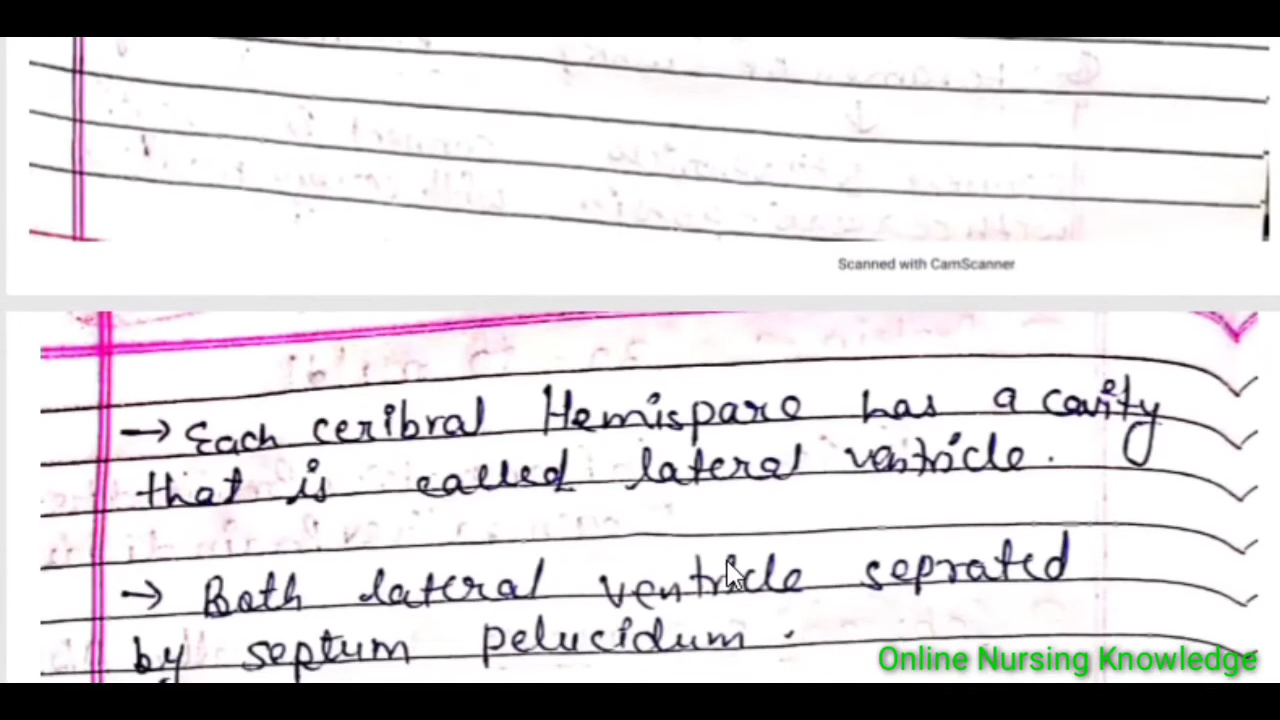 Scanned with CamScanner
→ Each ceribral Hemispare has a cavity
that is called lateral ventricle.
→ Both lateral ventricle seprated
by septum pelucidum.
Online Nursing Knowledge